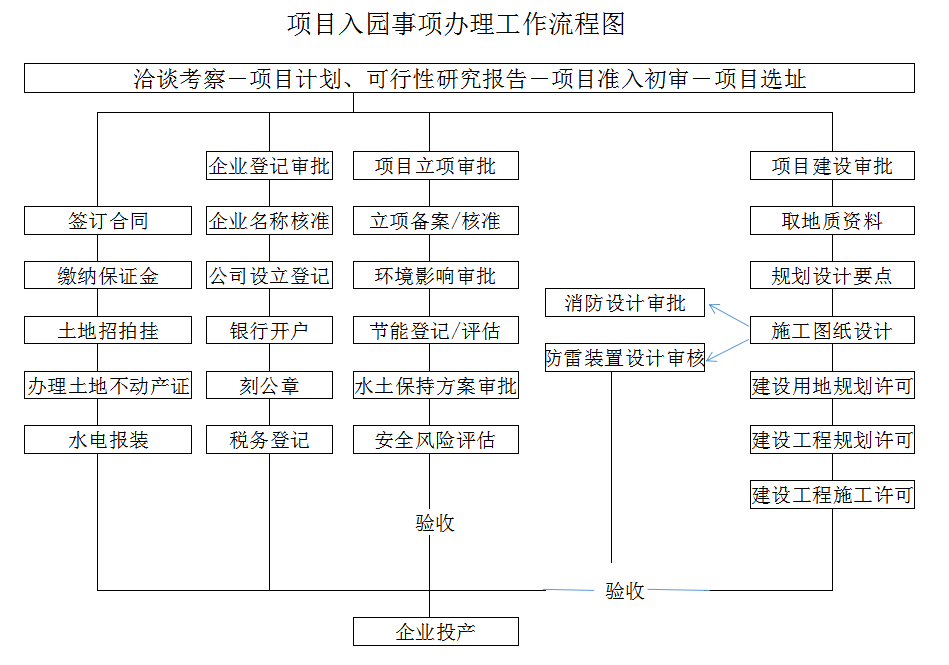 项目入园事项办理工作流程图
洽谈考察－项目计划、可行性研究报告－项目准入初审－项目选址
企业登记审批
项目立项审批
项目建设审批
签订合同
企业名称核准
立项备案/核准
取地质资料
缴纳保证金
公司设立登记
环境影响审批
规划设计要点
消防设计审批
土地招拍挂
银行开户
节能登记/评估
施工图纸设计
防雷装置设计审核
办理土地不动产证
刻公章
水土保持方案审批
建设用地规划许可
水电报装
税务登记
安全风险评估
建设工程规划许可
建设工程施工许可
验收
验收
企业投产